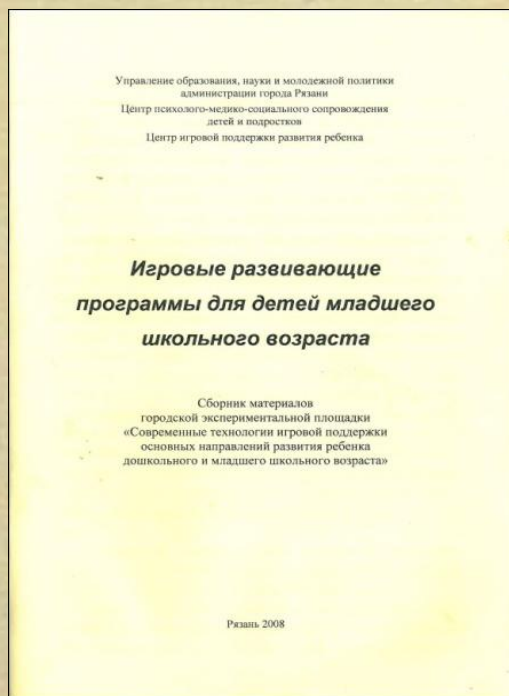 Управление образования, науки и молодежной политики
администрации города Рязани
Центр психолого-медико-социального сопровождения
детей и подростков
Центр игровой поддержки развития ребенка
Игровые развивающие
программы для детей младшего
школьного возраста
Сборник материалов
городской экспериментальной площадки
«Современные технологии игровой поддержки
основных направлений развития ребенка
дошкольного и младшего школьного возраста»
Рязань 2008